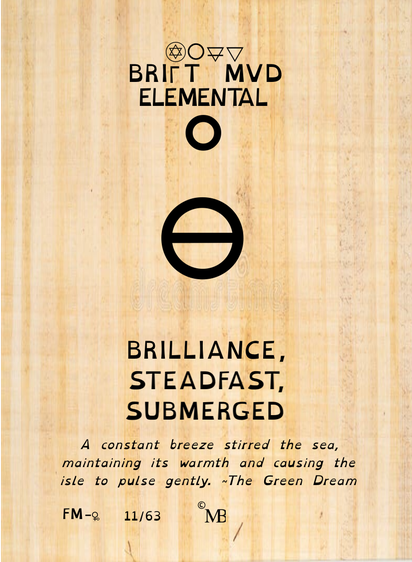 BRIFT MVD
ELEMENTAL
BRILLIANCE,
STEADFAST,
SUBMERGED
A constant breeze stirred the sea,
maintaining its warmth and causing the
isle to pulse gently. ~The Green Dream
FM-♀ 11/63 ©MB